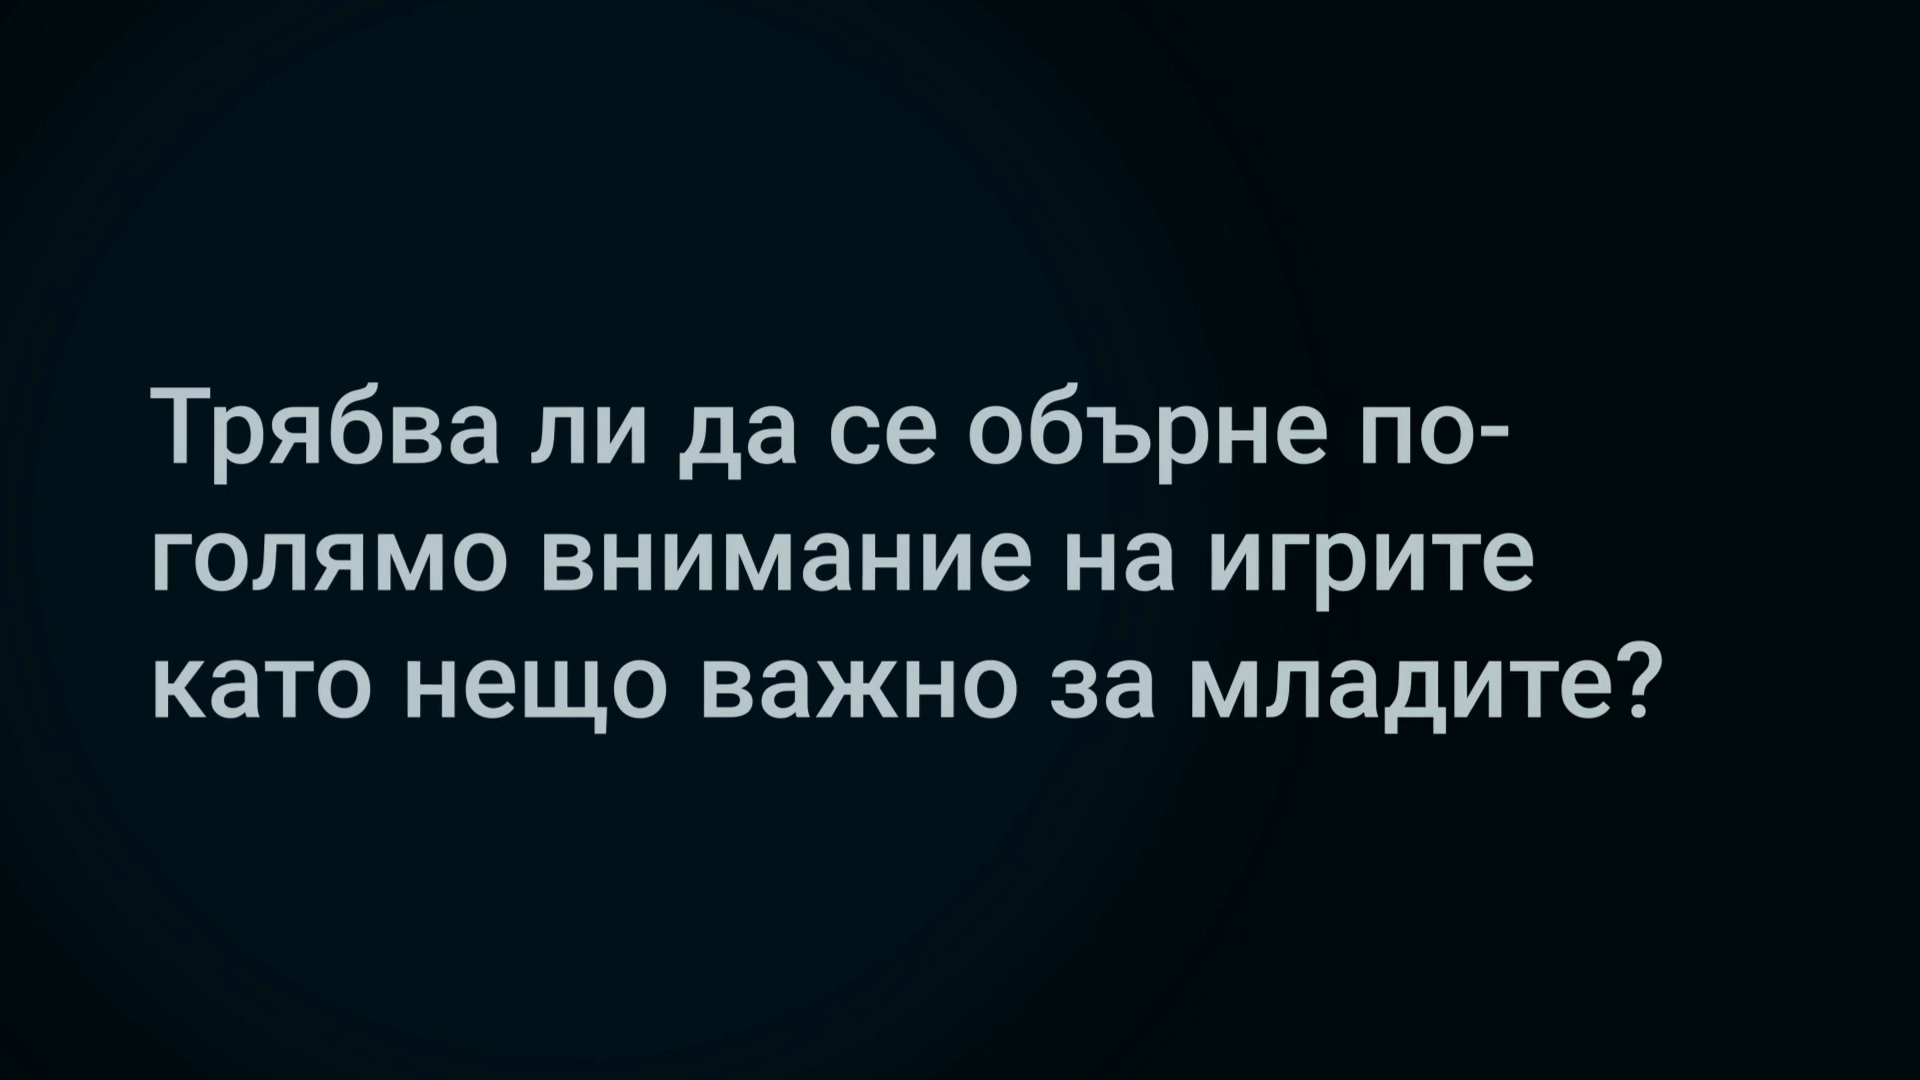 Трябва ли да се обърне по-
голямо внимание на игрите
като нещо важно за младите?